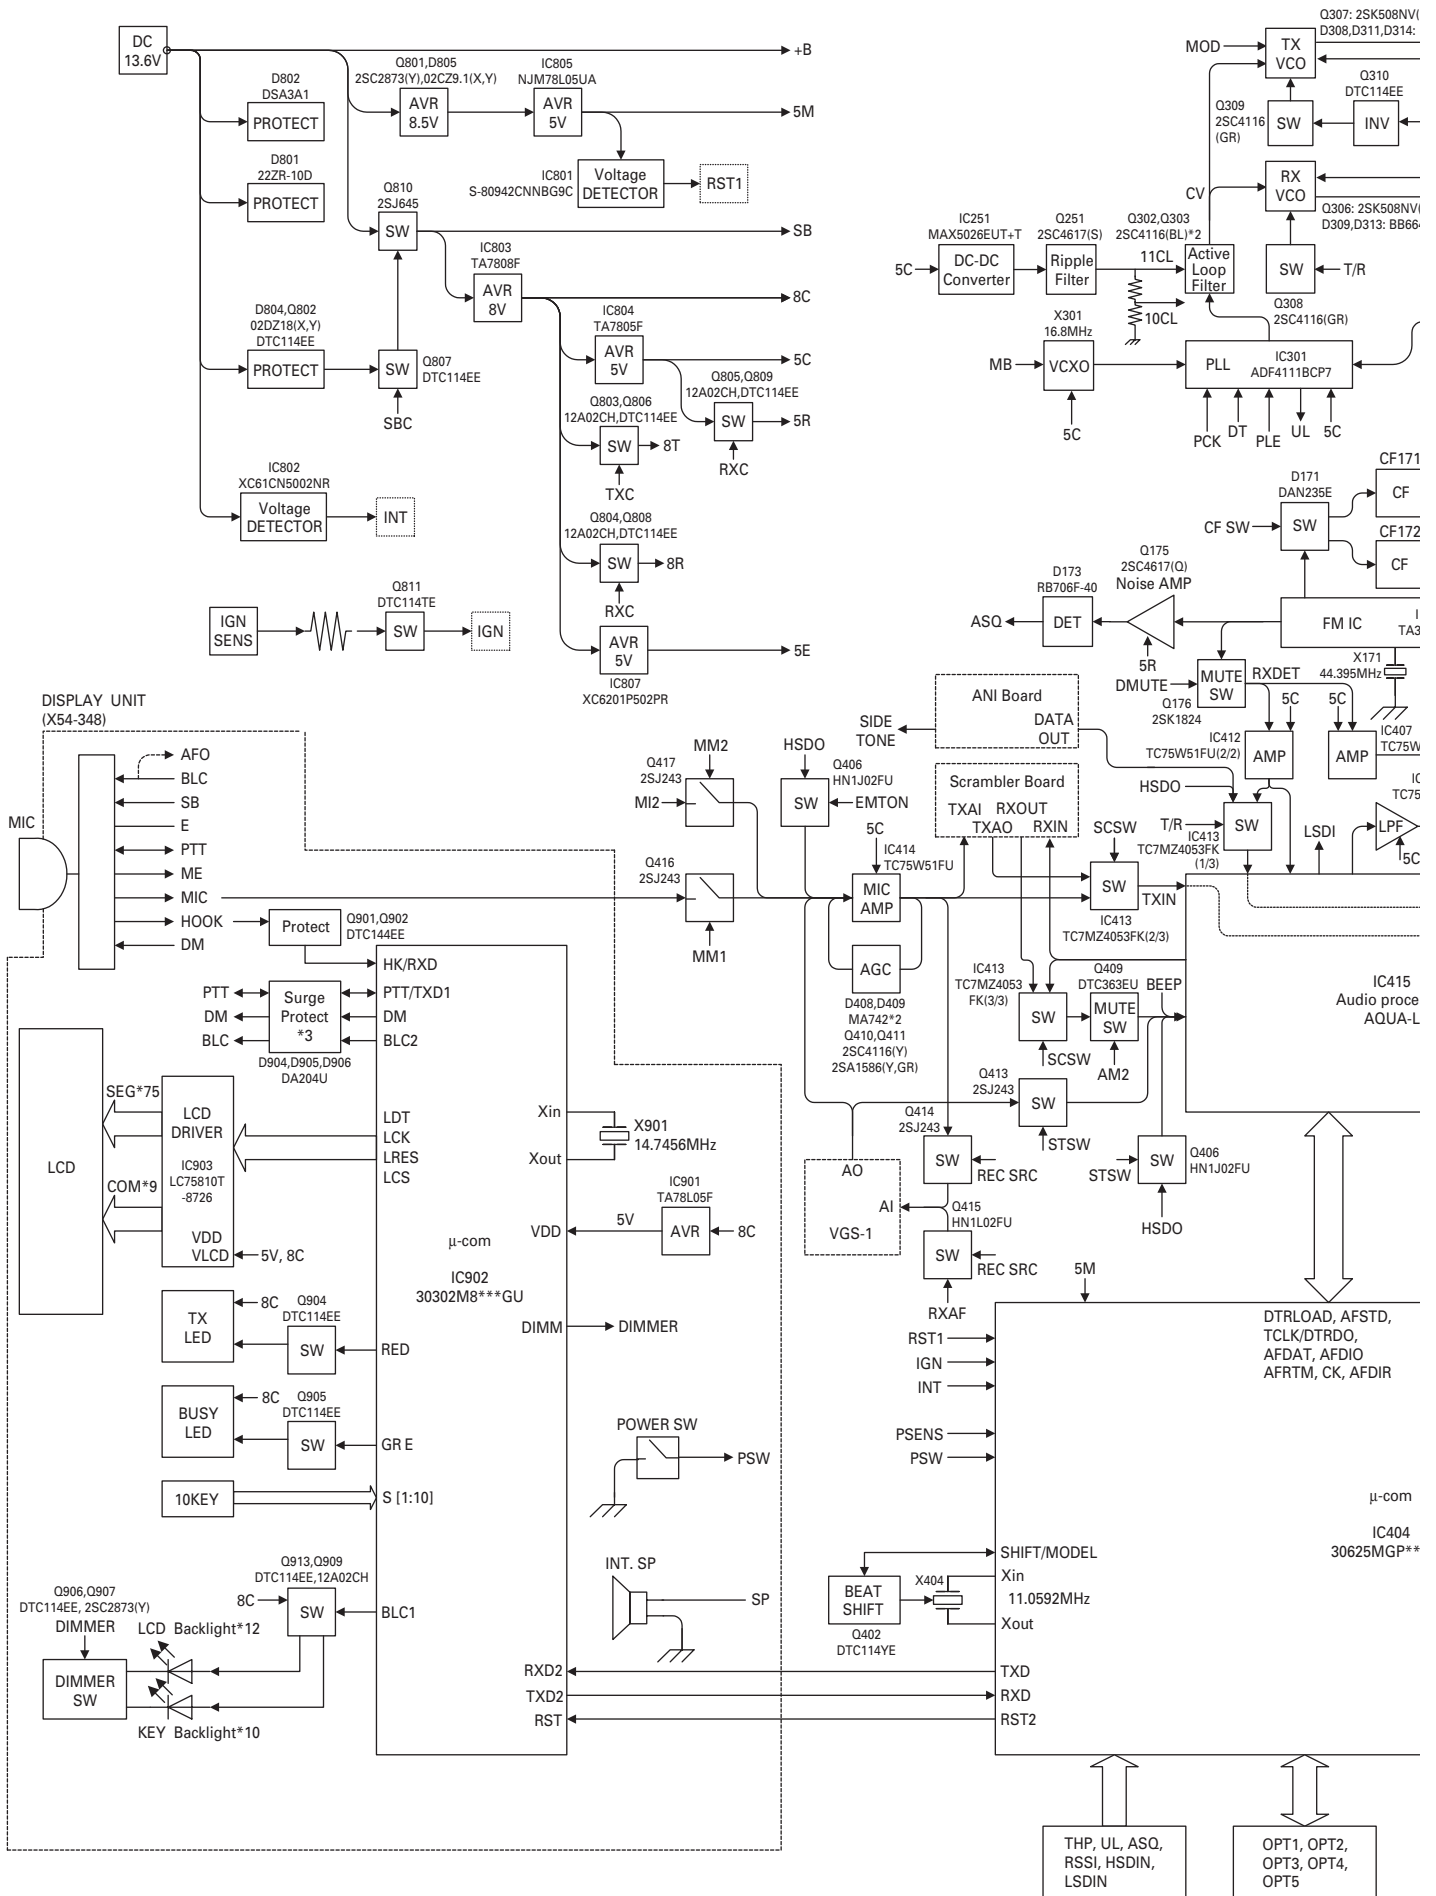 DC
13.6V
+B
Q801,D805
2SC2873(Y),02CZ9.1(X,Y)
AVR
8.5V
IC805
NJM78L05UA
AVR
5V
5M
D802
DSA3A1
PROTECT
IC801
S-80942CNNBG9C
Voltage
DETECTOR
RST1
D801
22ZR-10D
PROTECT
Q810
2SJ645
SW
SB
IC803
TA7808F
AVR
8V
8C
D804,Q802
02DZ18(X,Y)
DTC114EE
PROTECT
SW
Q807
DTC114EE
SBC
IC804
TA7805F
AVR
5V
5C
Q805,Q809
12A02CH,DTC114EE
SW
5R
RXC
Q803,Q806
12A02CH,DTC114EE
SW
8T
TXC
IC802
XC61CN5002NR
Voltage
DETECTOR
INT
Q804,Q808
12A02CH,DTC114EE
SW
8R
RXC
IGN
SENS
Q811
DTC114TE
SW
IGN
AVR
5V
5E
IC807
XC6201P502PR
Q307: 2SK508NV(
D308,D311,D314:
MOD
TX
VCO
Q310
DTC114EE
Q309
2SC4116
(GR)
SW
INV
CV
RX
VCO
Q306: 2SK508NV(
D309,D313: BB664
IC251
MAX5026EUT+T
5C
DC-DC
Converter
Q251
2SC4617(S)
Ripple
Filter
Q302,Q303
2SC4116(BL)*2
11CL
10CL
Active
Loop
Filter
SW
T/R
Q308
2SC4116(GR)
X301
16.8MHz
MB
VCXO
5C
PLL
IC301
ADF4111BCP7
PCK
DT
PLE
UL
5C
CF171
CF
D171
DAN235E
CF SW
SW
CF172
CF
Q175
2SC4617(Q)
Noise AMP
D173
RB706F-40
ASQ
DET
5R
FM IC
I
TA3
X171
44.395MHz
DMUTE
MUTE
SW
RXDET
Q176
2SK1824
5C
5C
IC412
TC75W51FU(2/2)
AMP
IC407
TC75W
AMP
DISPLAY UNIT
(X54-348)
MIC
AFO
BLC
SB
E
PTT
ME
MIC
HOOK
DM
Protect
Q901,Q902
DTC144EE
MM2
Q417
2SJ243
MI2
HSDO
Q406
HN1J02FU
SW
EMTON
SIDE
TONE
ANI Board
DATA
OUT
Scrambler Board
TXAI RXOUT
TXAO RXIN
HSDO
T/R
SW
IC413
TC7MZ4053FK
(1/3)
IC
TC75
LPF
5C
LSDI
Q416
2SJ243
MM1
5C
IC414
TC75W51FU
MIC
AMP
SCSW
SW
TXIN
IC413
TC7MZ4053FK(2/3)
AGC
D408,D409
MA742*2
Q410,Q411
2SC4116(Y)
2SA1586(Y,GR)
IC413
TC7MZ4053
FK(3/3)
SW
SCSW
Q409
DTC363EU
MUTE
SW
AM2
BEEP
IC415
Audio proce
AQUA-L
Q413
2SJ243
SW
STSW
Q414
2SJ243
SW
REC SRC
STSW
SW
Q406
HN1J02FU
HSDO
AO
AI
VGS-1
Q415
HN1L02FU
SW
REC SRC
RXAF
5M
HK/RXD
PTT
DM
BLC
Surge
Protect
*3
D904,D905,D906
DA204U
PTT/TXD1
DM
BLC2
LCD
SEG*75
COM*9
LCD
DRIVER
IC903
LC75810T
-8726
VDD
VLCD
5V, 8C
LDT
LCK
LRES
LCS
Xin
Xout
X901
14.7456MHz
IC901
TA78L05F
VDD
5V
AVR
8C
μ-com
IC902
30302M8***GU
DIMM
DIMMER
TX
LED
8C
Q904
DTC114EE
SW
RED
BUSY
LED
8C
Q905
DTC114EE
SW
GR E
10KEY
S [1:10]
POWER SW
PSW
INT. SP
SP
Q913,Q909
DTC114EE,12A02CH
8C
SW
BLC1
Q906,Q907
DTC114EE, 2SC2873(Y)
DIMMER
DIMMER
SW
LCD Backlight*12
KEY Backlight*10
RXD2
TXD2
RST
TXD
RXD
RST2
RST1
IGN
INT
PSENS
PSW
DTRLOAD, AFSTD,
TCLK/DTRDO,
AFDAT, AFDIO
AFRTM, CK, AFDIR
μ-com
IC404
30625MGP**
SHIFT/MODEL
BEAT
SHIFT
Q402
DTC114YE
X404
Xin
11.0592MHz
Xout
THP, UL, ASQ,
RSSI, HSDIN,
LSDIN
OPT1, OPT2,
OPT3, OPT4,
OPT5